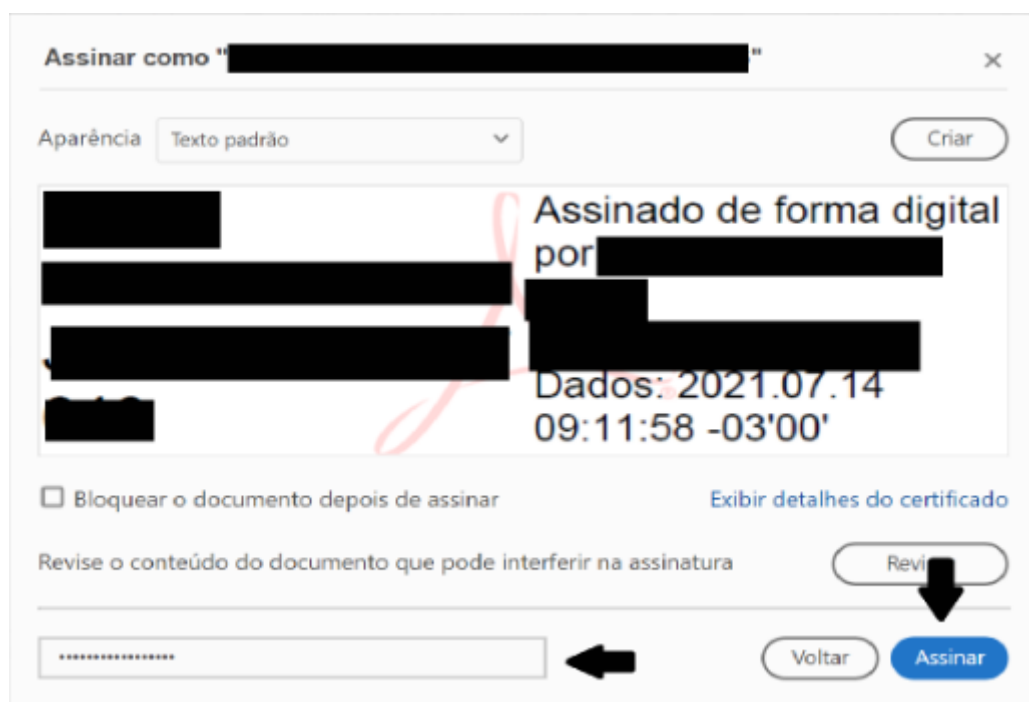 Assinar como " "
Aparência Texto padrão Criar
Assinado de forma digital
por
Dados: 2021.07.14
09:11:58 -03'00'
Bloquear o documento depois de assinar Exibir detalhes do certificado
Revise o conteúdo do documento que pode interferir na assinatura
Voltar Assinar